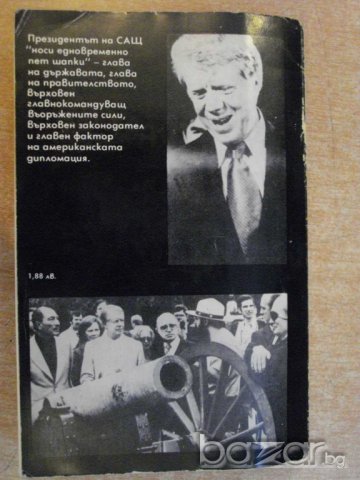 Президентът на САЩ
"носи едновременно
пет шапки" – глава
на държавата, глава
на правителството,
върховен
главнокомандуващ
въоръжените сили,
върховен законодател
и главен фактор
на американската
дипломация.
1,88 лв.
bazar.bg